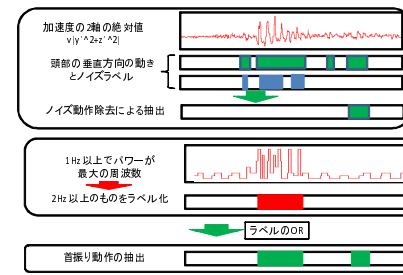 加速度の2軸の絶対値
√|y'^2+z'^2|
頭部の垂直方向の動き
とノイズラベル
ノイズ動作除去による抽出
1Hz以上でパワーが
最大の周波数
2Hz以上のものをラベル化
ラベルのOR
首振り動作の抽出